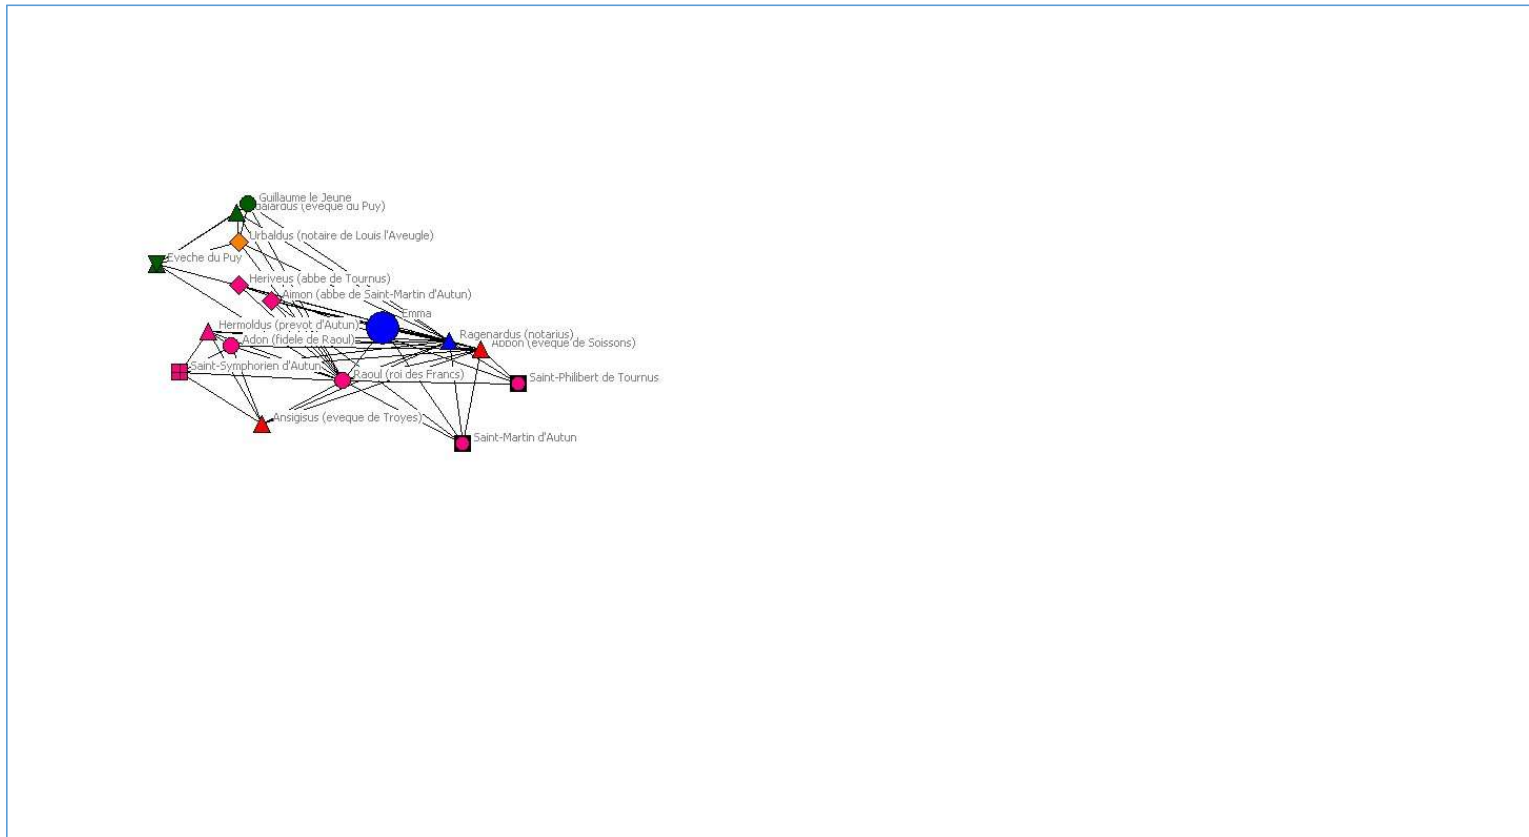 Guillaume le Jeune
(eveque du Puy)
Urbaldus (notaire de Louis l'Aveugle)
Eveche du Puy
Heriveus (abbe de Tournus)
Aimon (abbe de Saint-Martin d'Autun)
Emma
Hermoldus (prevot d'Autun)
Ragenardus (notarius)
Adon (fidele de Raoul)
Abbon (eveque de Soissons)
Saint-Symphorien d'Autun
Raoul (roi des Francs)
Saint-Philibert de Tournus
Ansigisus (eveque de Troyes)
Saint-Martin d'Autun